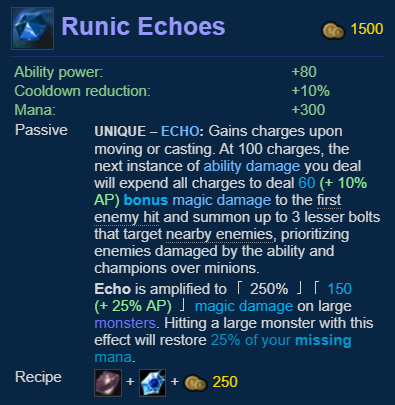 Runic Echoes 1500
Ability power: +80
Cooldown reduction: +10%
Mana: +300
Passive UNIQUE – ECHO: Gains charges upon
moving or casting. At 100 charges, the
next instance of ability damage you deal
will expend all charges to deal 60 (+ 10%
AP) bonus magic damage to the first
enemy hit and summon up to 3 lesser bolts
that target nearby enemies, prioritizing
enemies damaged by the ability and
champions over minions.
Echo is amplified to 「 250% 」 「 150
(+ 25% AP) 」 magic damage on large
monsters. Hitting a large monster with this
effect will restore 25% of your missing
mana.
Recipe + + 250